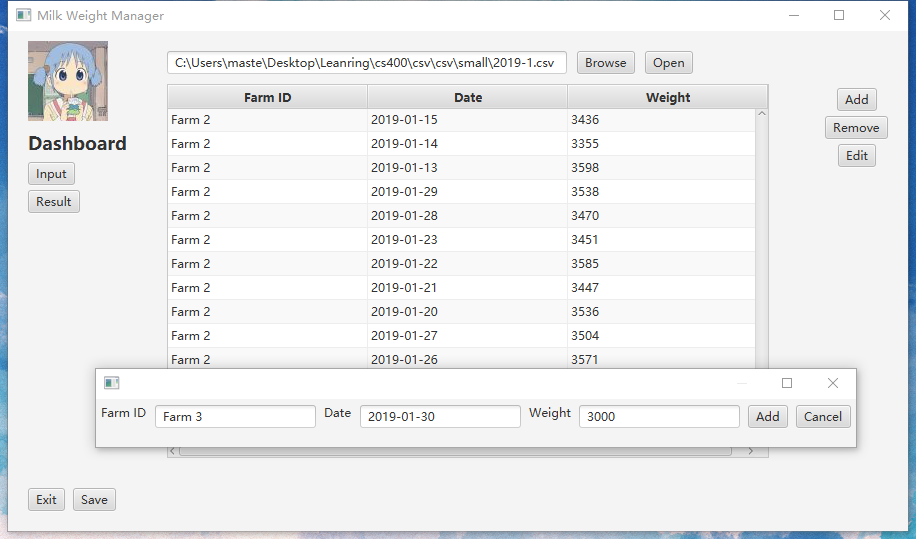 Milk Weight Manager
C:\Users\maste\Desktop\Leanring\cs400\csv\csv\small\2019-1.csv Browse Open
Farm ID Date Weight
Add
Farm 2 2019-01-15 3436
Remove
Dashboard
Farm 2 2019-01-14 3355
Edit
Input
Farm 2 2019-01-13 3598
Farm 2 2019-01-29 3538
Result
Farm 2 2019-01-28 3470
Farm 2 2019-01-23 3451
Farm 2 2019-01-22 3585
Farm 2 2019-01-21 3447
Farm 2 2019-01-20 3536
Farm 2 2019-01-27 3504
Farm 2 2019-01-26 3571
Farm ID Farm 3 Date 2019-01-30 Weight 3000 Add Cancel
Exit Save